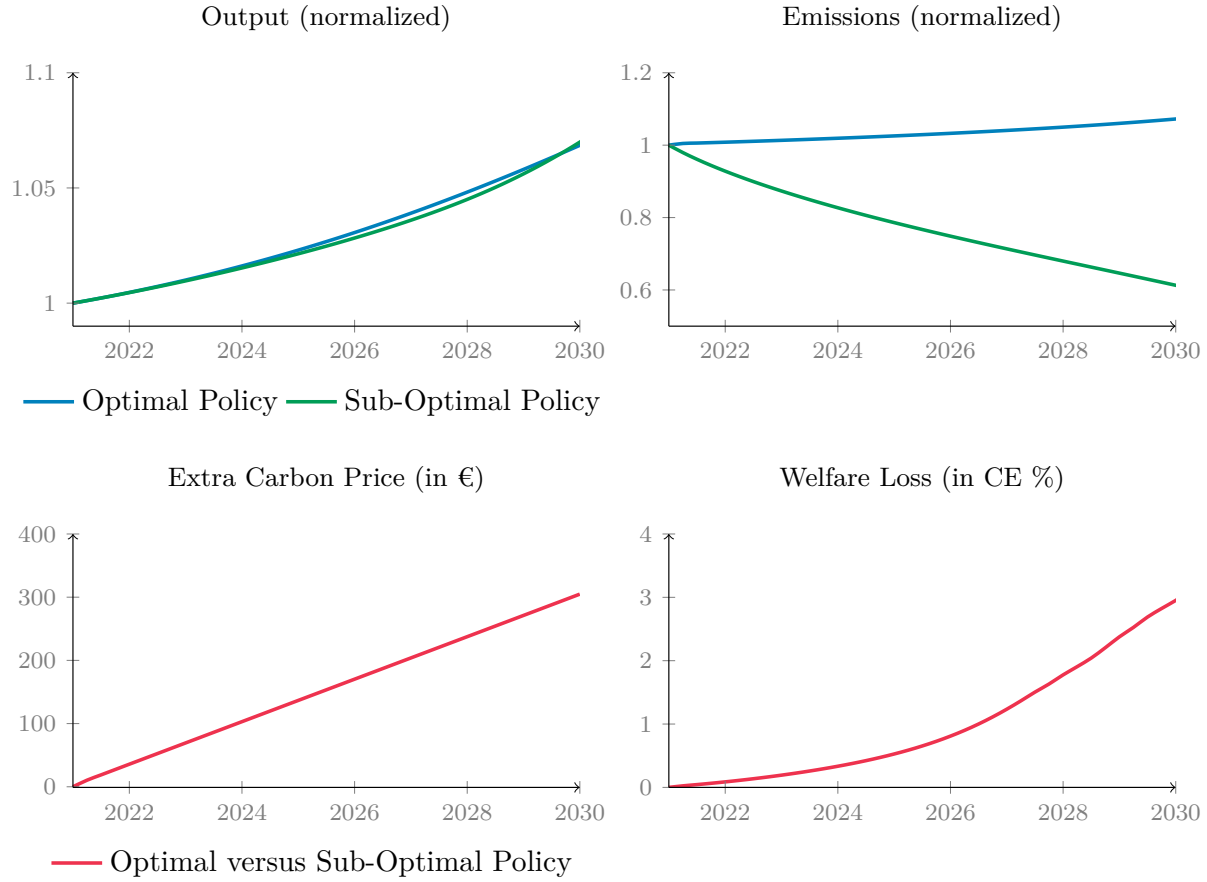 Output (normalized)
Emissions (normalized)
1.1
1.05
1
2022 2024 2026 2028 2030
1.2
1
0.8
0.6
2022 2024 2026 2028 2030
Optimal Policy Sub-Optimal Policy
Extra Carbon Price (in €)
Welfare Loss (in CE %)
400
300
200
100
0
2022 2024 2026 2028 2030
4
3
2
1
0
2022 2024 2026 2028 2030
Optimal versus Sub-Optimal Policy